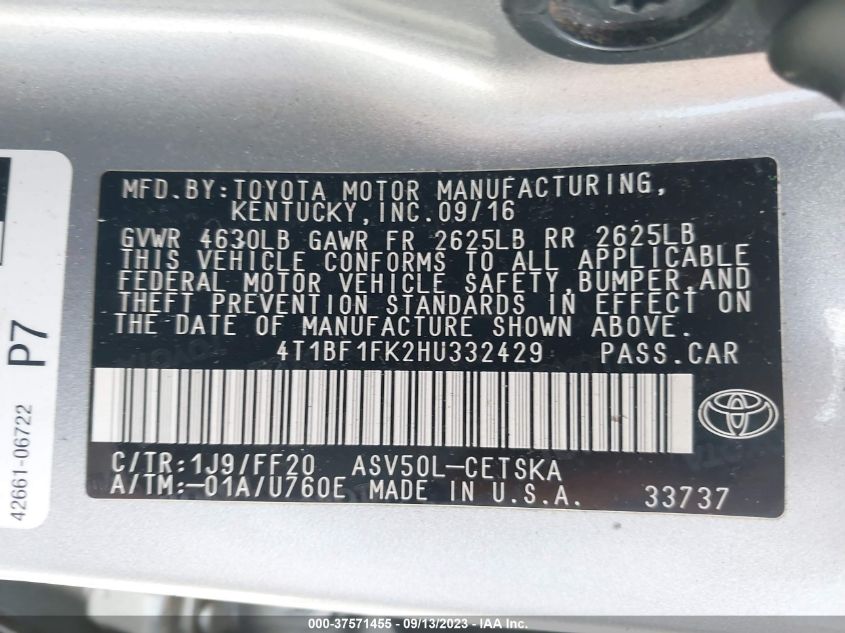 MFD.BY:TOYOTA MOTOR MANUFACTURING,
KENTUCKY,INC.09/16
GVWR 4630LB GAWR FR 2625LB RR 2625LB
THIS VEHICLE CONFORMS TO ALL APPLICABLE
FEDERAL MOTOR VEHICLE SAFETY,BUMPER,AND
THEFT PREVENTION STANDARDS IN EFFECT ON
THE DATE OF MANUFACTURE SHOWN ABOVE.
4T1BF1FK2HU332429 PASS.CAR
C/TR:1J9/FF20 ASV50L-CETSKA
A/TM:-01A/U760E MADE IN U.S.A. 33737
P7
42661-06722
000-37571455 - 09/13/2023 - IAAI.COM